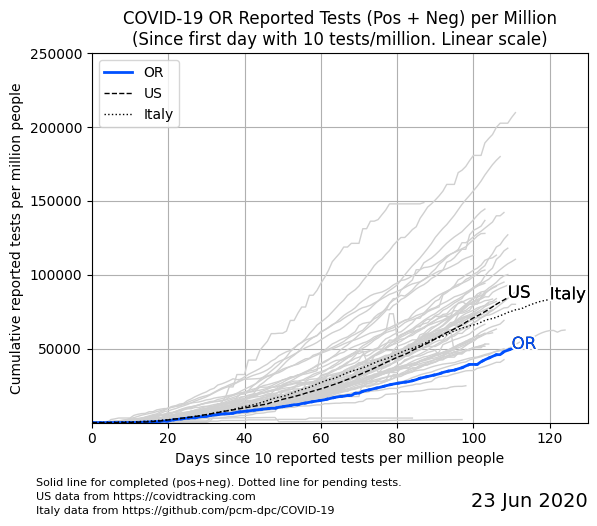 COVID-19 OR Reported Tests (Pos + Neg) per Million
(Since first day with 10 tests/million. Linear scale)
Cumulative reported tests per million people
250000
200000
150000
100000
50000
OR
US
Italy
US
Italy
OR
0
20
40
60
80
100
120
Days since 10 reported tests per million people
Solid line for completed (pos+neg). Dotted line for pending tests.
US data from https://covidtracking.com
Italy data from https://github.com/pcm-dpc/COVID-19
23 Jun 2020